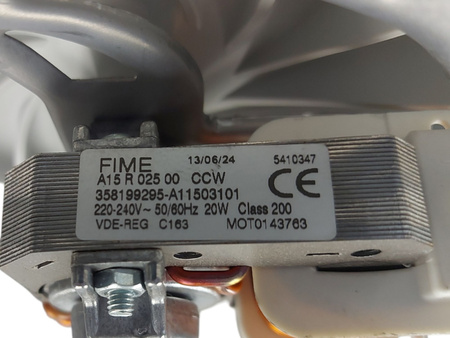 FIME 13/06/24 5410347
A15 R 025 00 CCW
358199295-A11503101 CE
220-240V~ 50/60Hz 20W Class 200
VDE-REG C163 MOT0143763